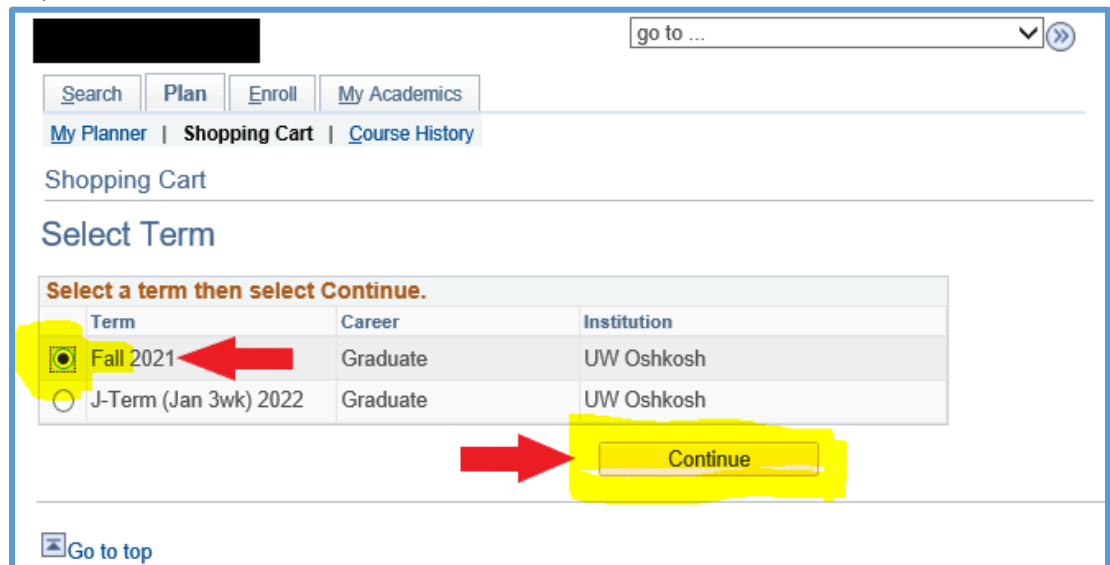 go to ...
Search Plan Enroll My Academics
My Planner | Shopping Cart | Course History
Shopping Cart
Select Term
Select a term then select Continue.
Term Career Institution
Fall 2021 Graduate UW Oshkosh
J-Term (Jan 3wk) 2022 Graduate UW Oshkosh
Continue
Go to top